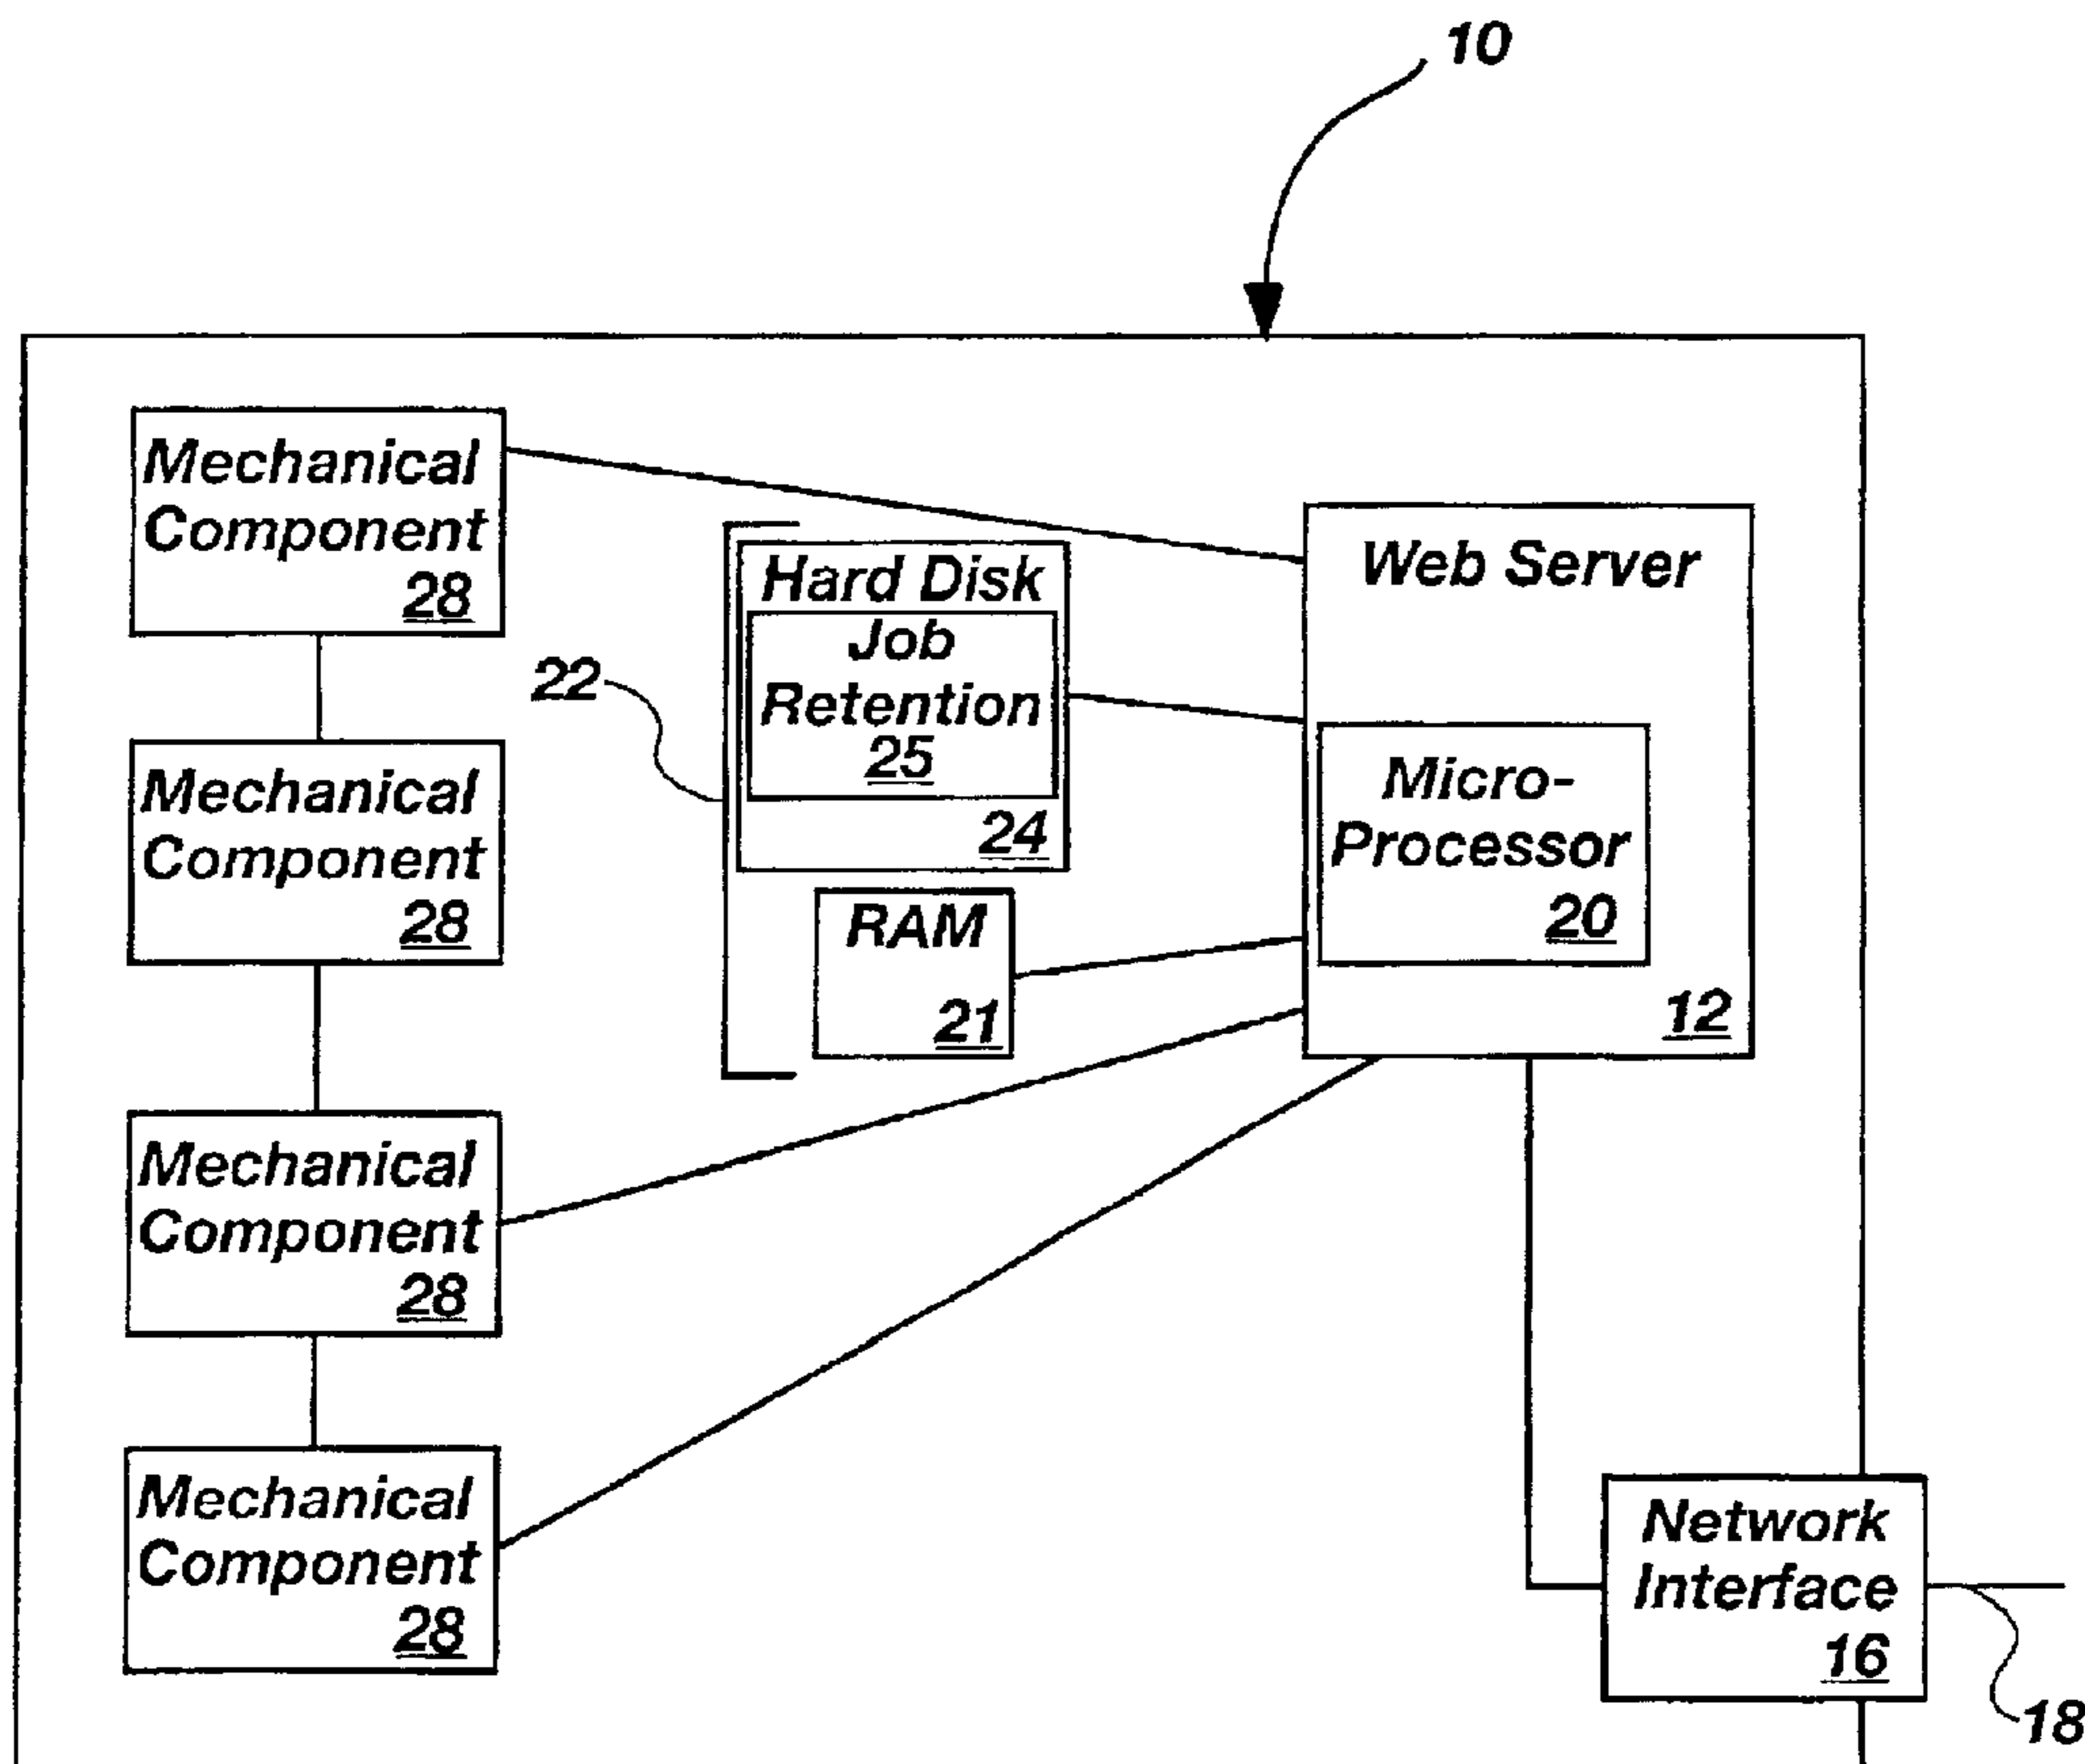 10
Mechanical
Component
28
Mechanical
Component
28
Mechanical
Component
28
Mechanical
Component
28
22
Hard Disk
Job
Retention
25
24
RAM
21
Web Server
Micro-
Processor
20
12
Network
Interface
16
18